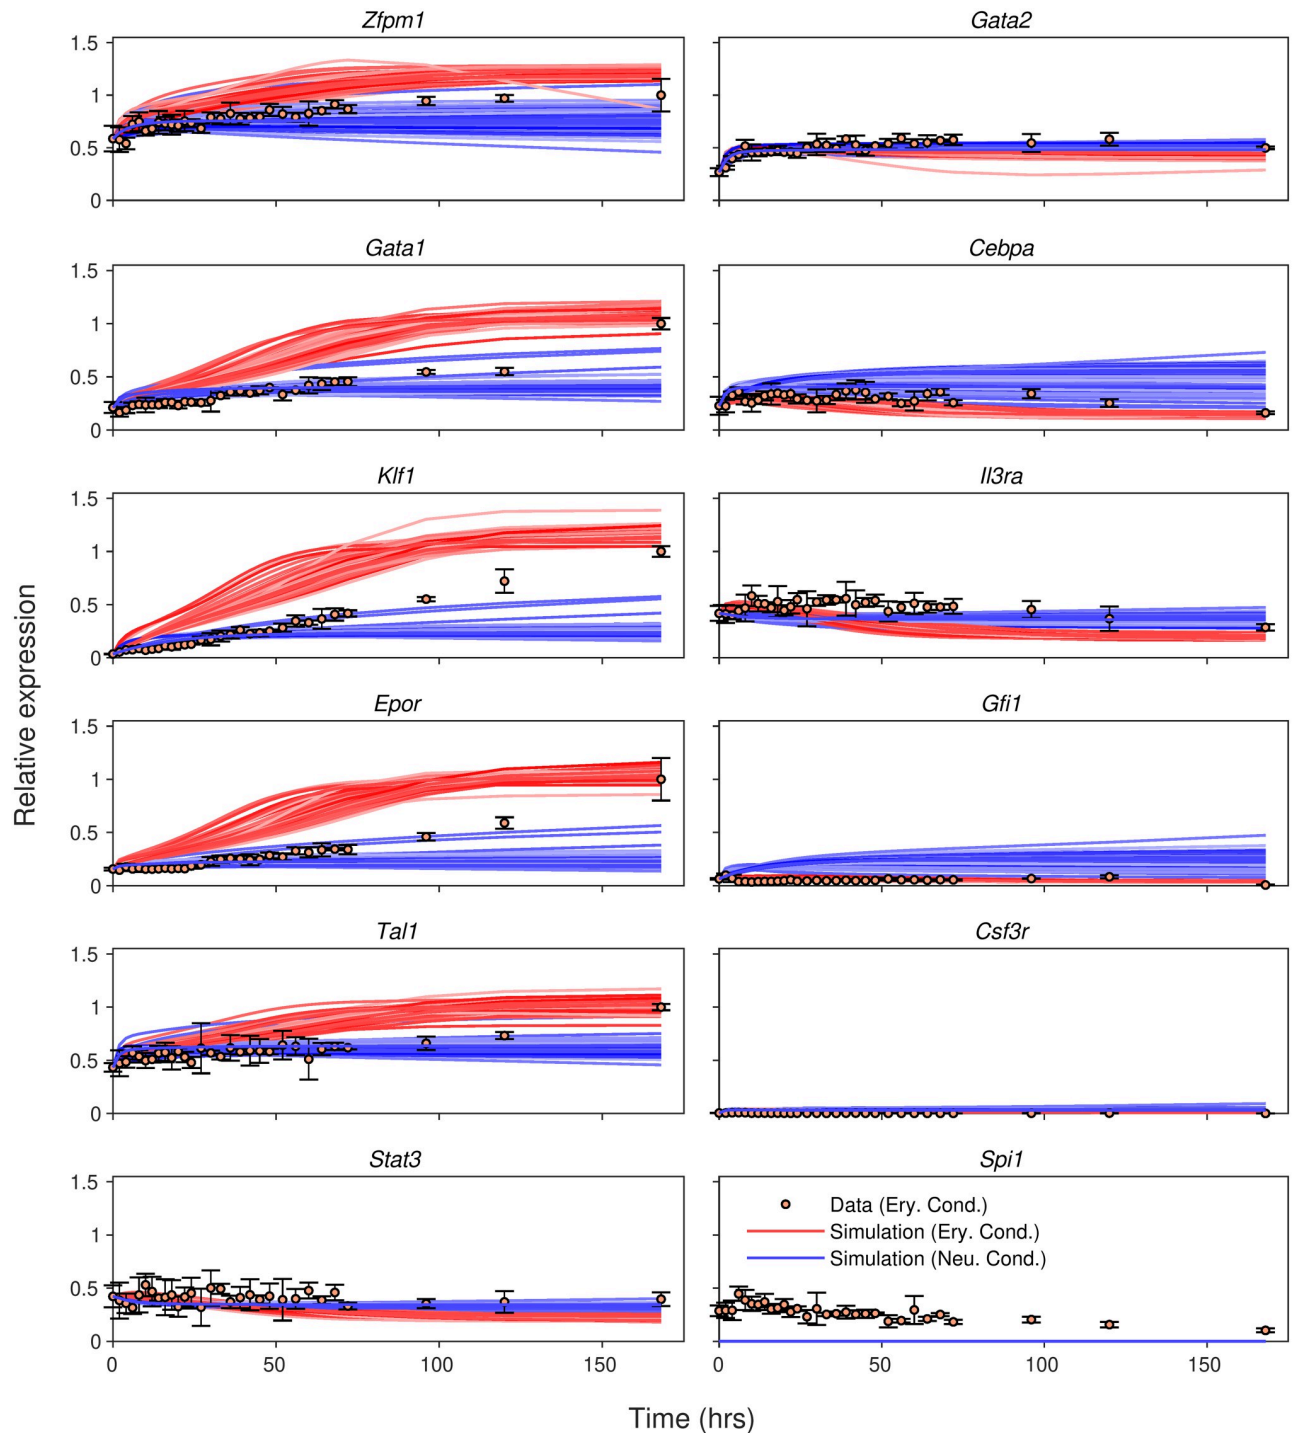 Zfpm1
Gata2
1.5
1
0.5
0
Gata1
Cebpa
1.5
1
0.5
0
Klf1
Il3ra
1.5
1
0.5
0
Relative expression
Epor
Gfi1
1.5
1
0.5
0
Tal1
Csf3r
1.5
1
0.5
0
Stat3
Spi1
1.5
1
0.5
0
Data (Ery. Cond.)
Simulation (Ery. Cond.)
Simulation (Neu. Cond.)
0 50 100 150
0 50 100 150
Time (hrs)